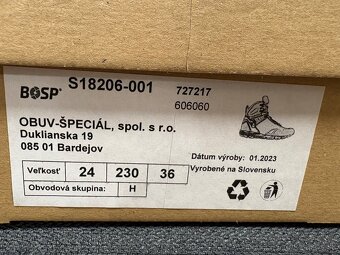 BOSP® S18206-001 727217
606060
OBUV-ŠPECIÁL, spol. s r.o.
Duklianska 19
085 01 Bardejov
Dátum výroby: 01.2023
Vyrobené na Slovensku
Veľkosť 24 230 36
Obvodová skupina: H